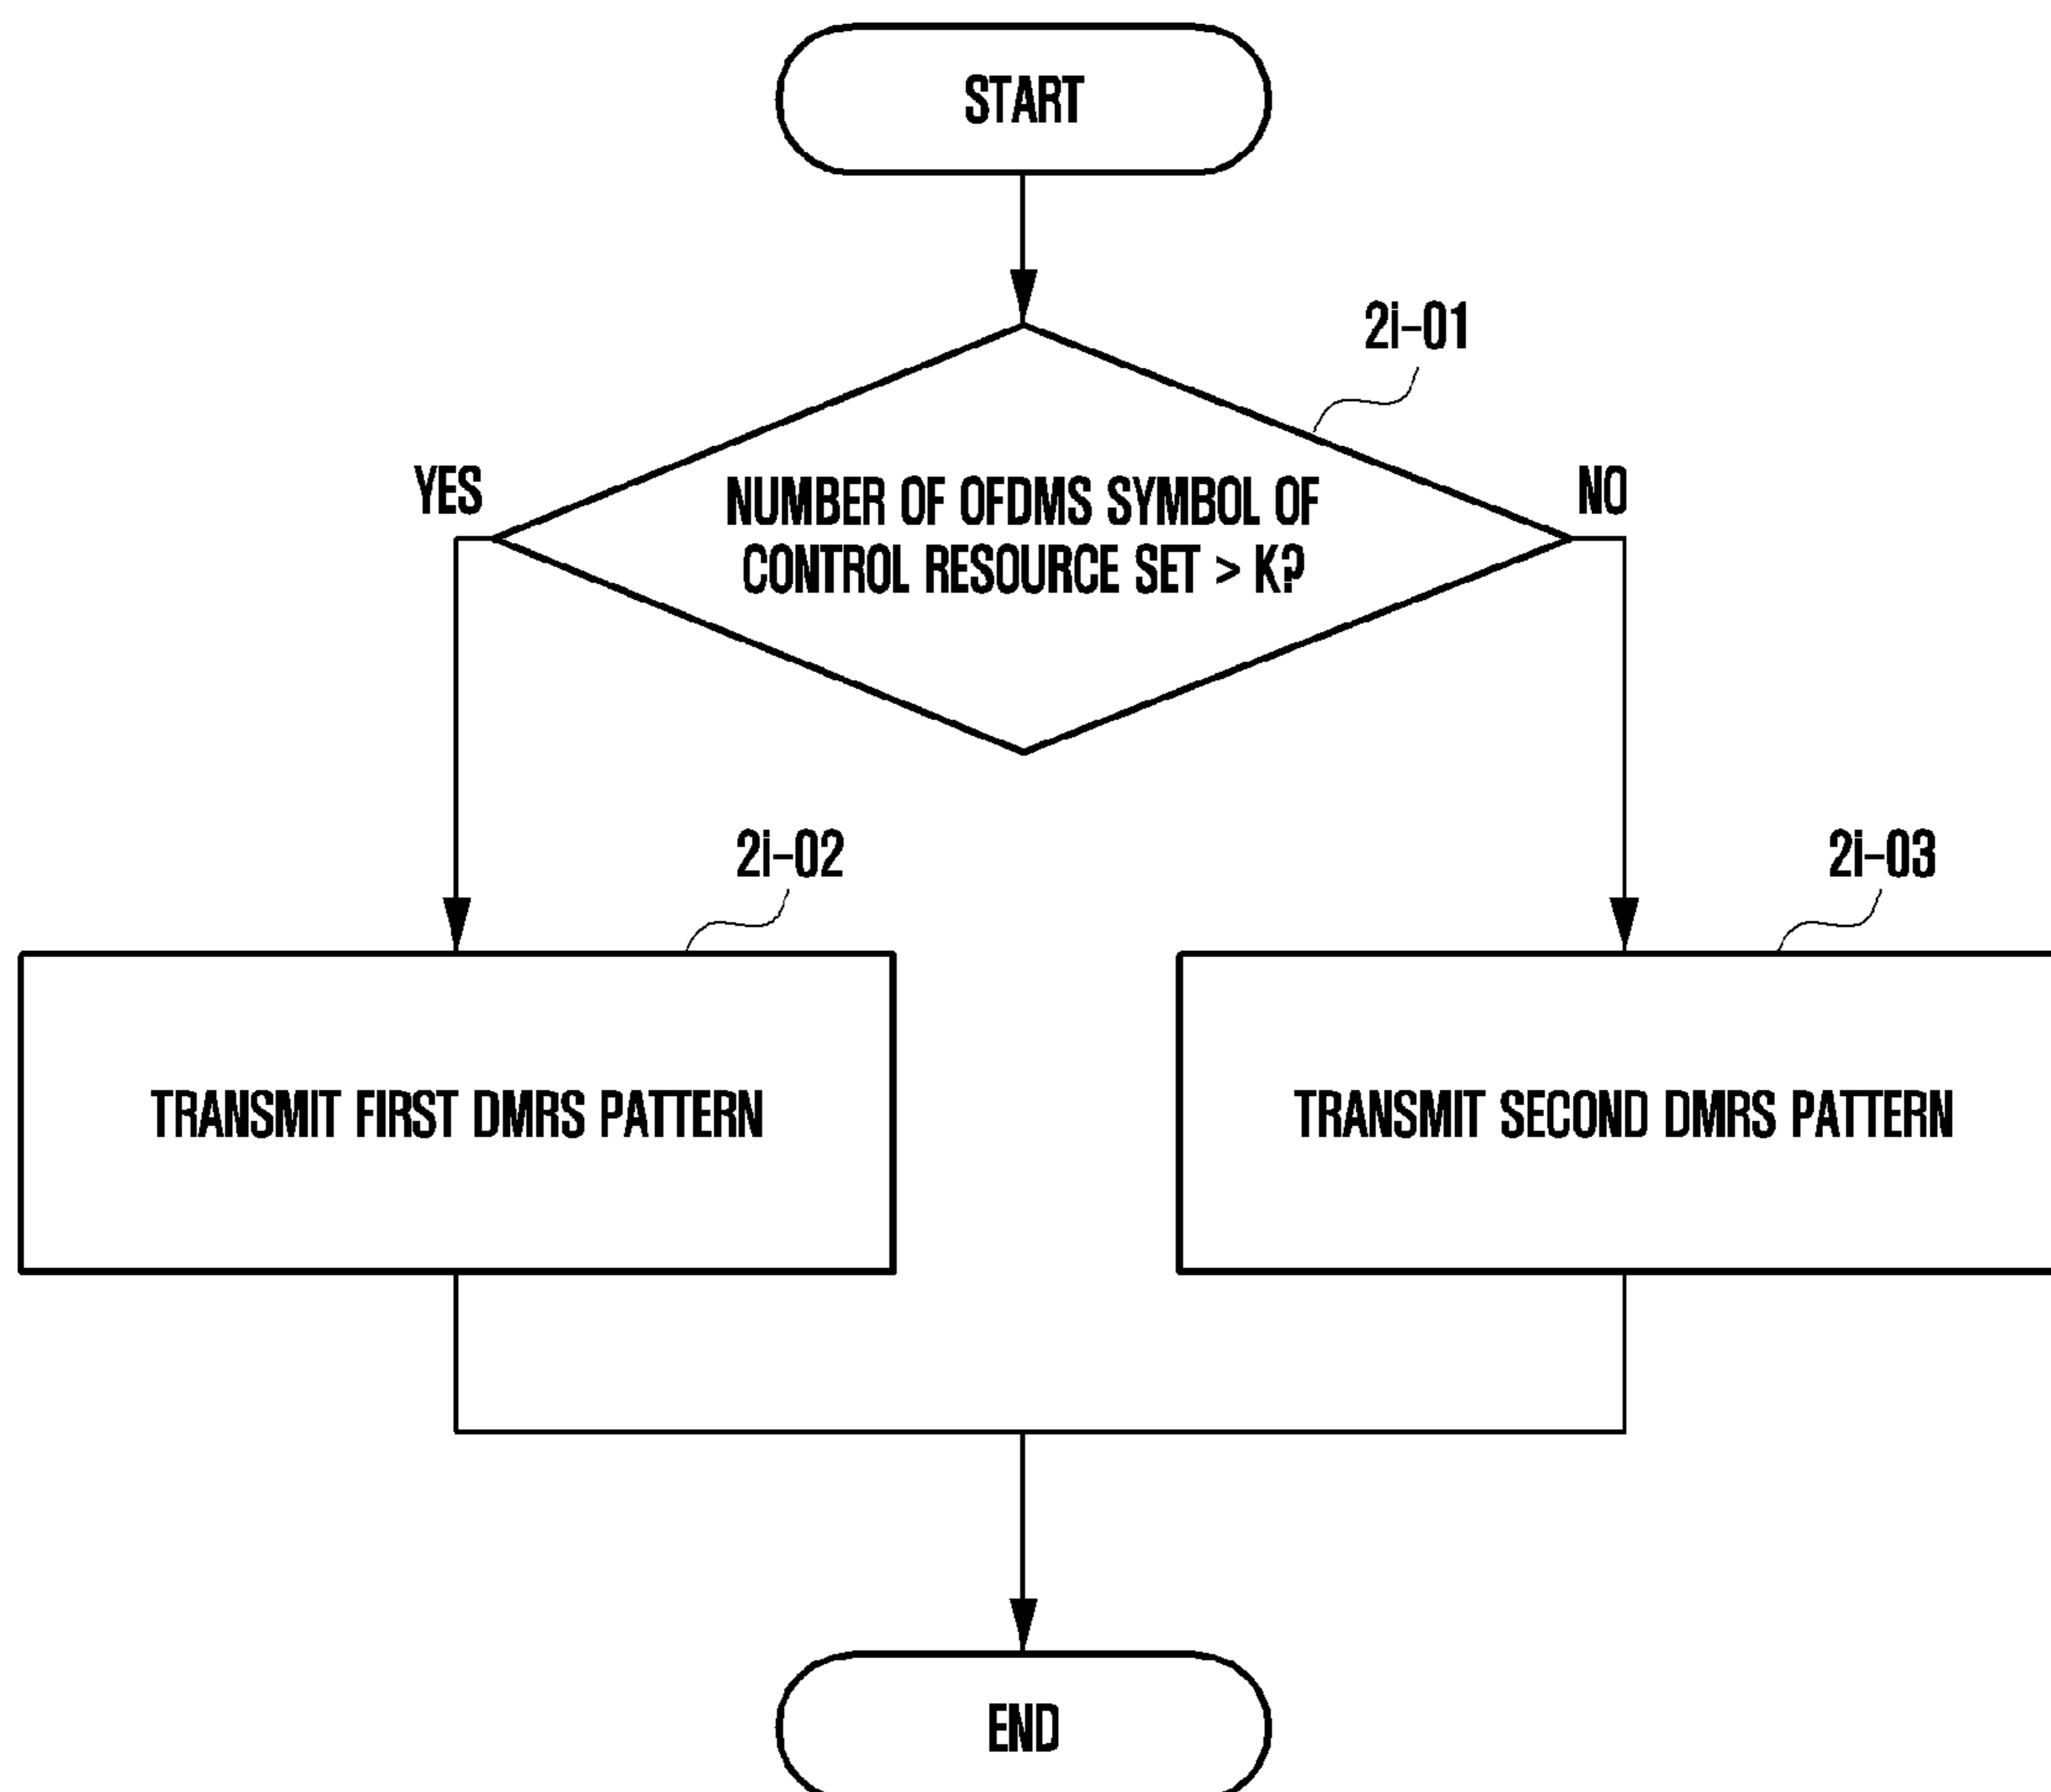 START
2i-01
YES
NO
NUMBER OF OFDMS SYMBOL OF
CONTROL RESOURCE SET > K?
2i-02
2i-03
TRANSMIT FIRST DMRS PATTERN
TRANSMIT SECOND DMRS PATTERN
END